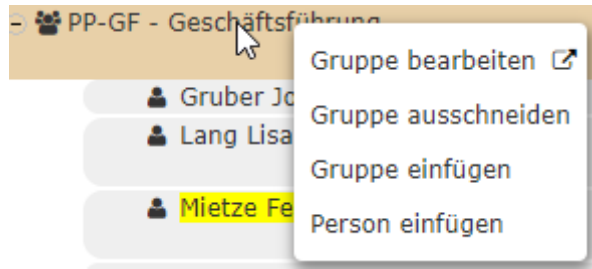 PP-GF - Geschäftsführung
Gruppe bearbeiten
Gruber Jo
Gruppe ausschneiden
Lang Lisa
Gruppe einfügen
Mietze Fe
Person einfügen